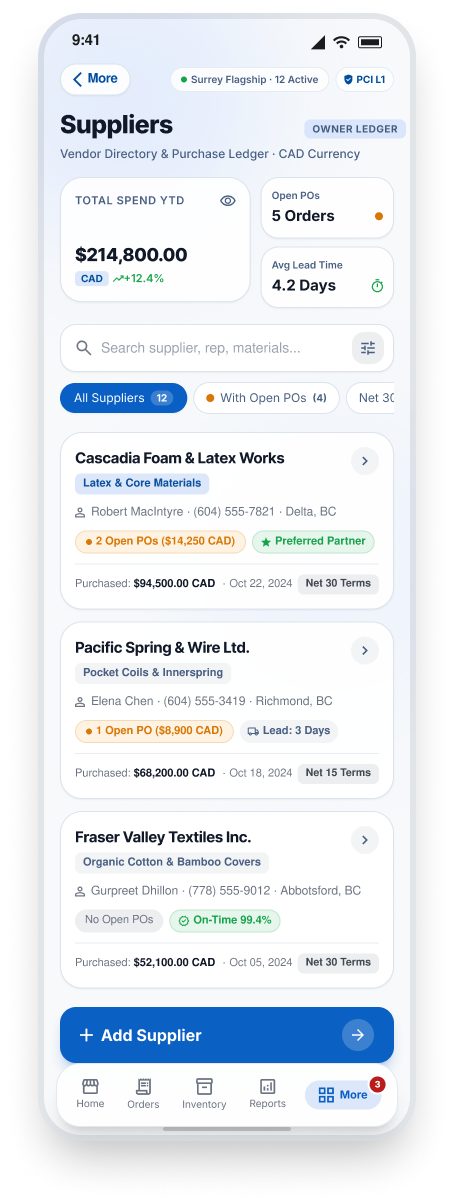 9:41
More
Surrey Flagship · 12 Active
PCI L1
Suppliers
OWNER LEDGER
Vendor Directory & Purchase Ledger · CAD Currency
TOTAL SPEND YTD
$214,800.00
CAD
+12.4%
Open POs
5 Orders
Avg Lead Time
4.2 Days
Search supplier, rep, materials...
All Suppliers 12
With Open POs (4)
Net 30
Cascadia Foam & Latex Works
Latex & Core Materials
Robert MacIntyre · (604) 555-7821 · Delta, BC
2 Open POs ($14,250 CAD)
Preferred Partner
Purchased: $94,500.00 CAD · Oct 22, 2024
Net 30 Terms
Pacific Spring & Wire Ltd.
Pocket Coils & Innerspring
Elena Chen · (604) 555-3419 · Richmond, BC
1 Open PO ($8,900 CAD)
Lead: 3 Days
Purchased: $68,200.00 CAD · Oct 18, 2024
Net 15 Terms
Fraser Valley Textiles Inc.
Organic Cotton & Bamboo Covers
Gurpreet Dhillon · (778) 555-9012 · Abbotsford, BC
No Open POs
On-Time 99.4%
Purchased: $52,100.00 CAD · Oct 05, 2024
Net 30 Terms
+ Add Supplier
Home
Orders
Inventory
Reports
More
3